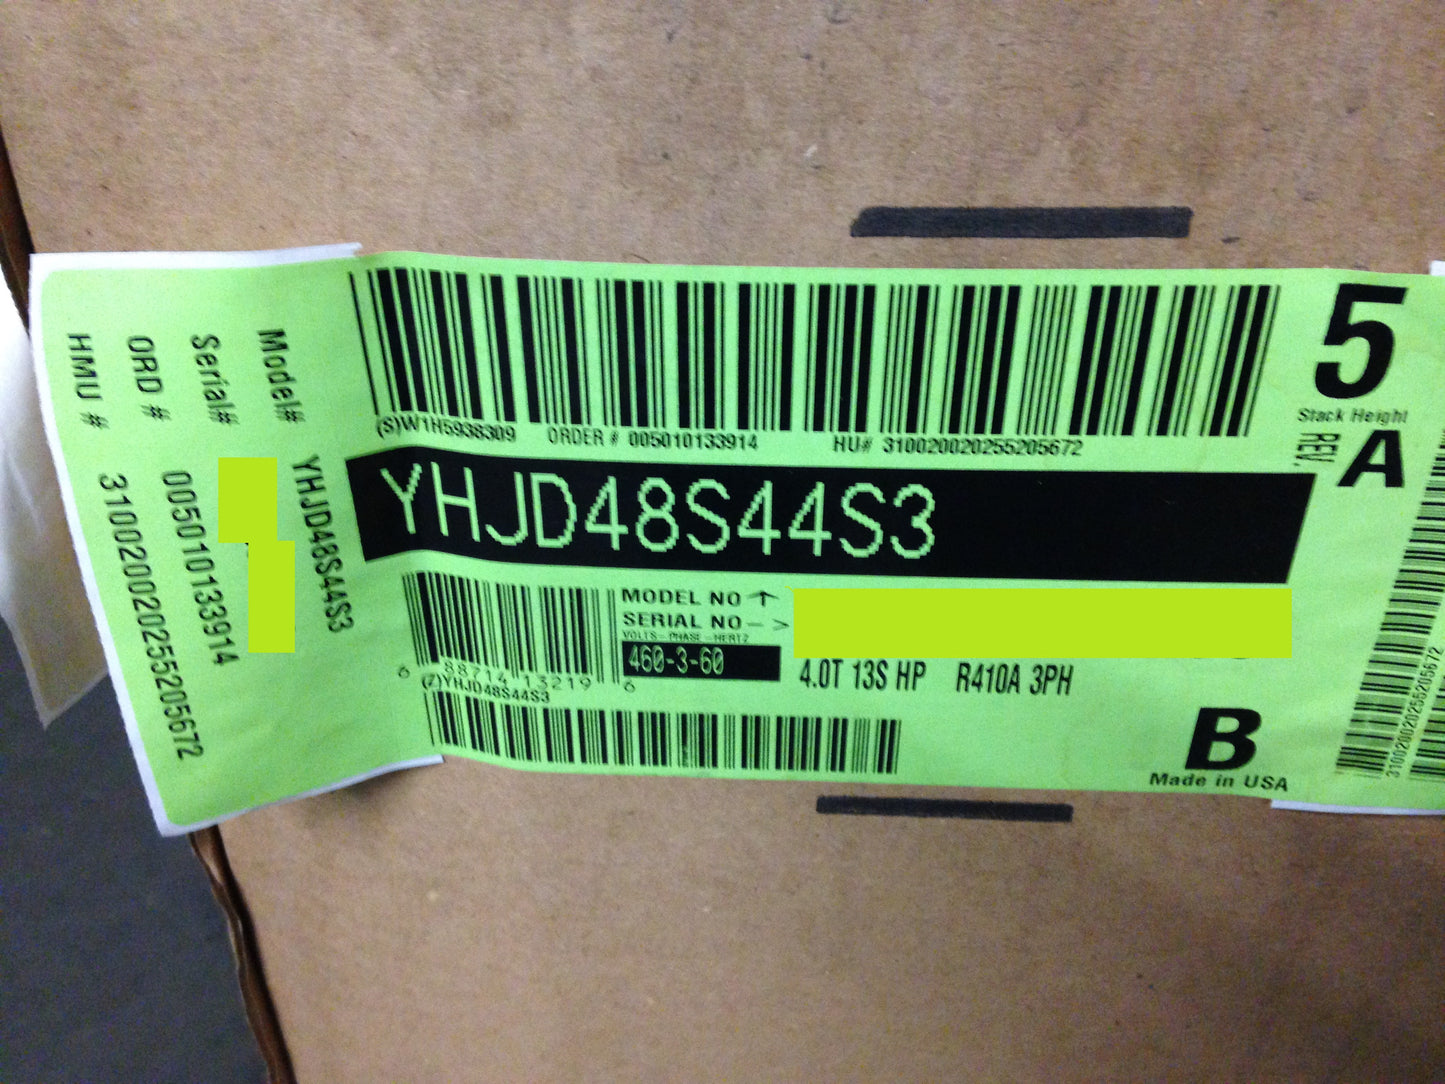 Model# YHJD48S44S3
Serial#
ORD # 005010133914
HMU # 310020020255205672
(S)W1H5938309 ORDER # 005010133914 HU# 310020020255205672
5
Stack Height
REV. A
YHJD48S44S3
MODEL NO ↑
SERIAL NO -->
VOLTS-PHASE-HERTZ
460-3-60
6 88714 13219 6
4.0T 13S HP R410A 3PH
(Z)YHJD48S44S3
B
Made in USA
310020020255205672